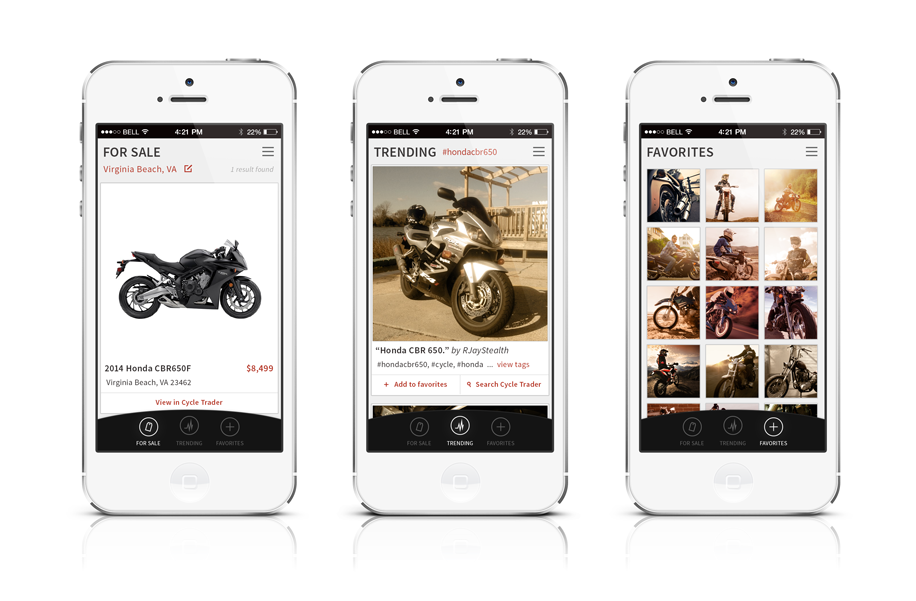 ●●●○○ BELL 4:21 PM 22%
FOR SALE
Virginia Beach, VA 1 result found
2014 Honda CBR650F $8,499
Virginia Beach, VA 23462
View in Cycle Trader
FOR SALE TRENDING FAVORITES
●●●○○ BELL 4:21 PM 22%
TRENDING #hondacbr650
“Honda CBR 650.” by RJayStealth
#hondacbr650, #cycle, #honda ... view tags
+ Add to favorites Search Cycle Trader
FOR SALE TRENDING FAVORITES
●●●○○ BELL 4:21 PM 22%
FAVORITES
FOR SALE TRENDING FAVORITES